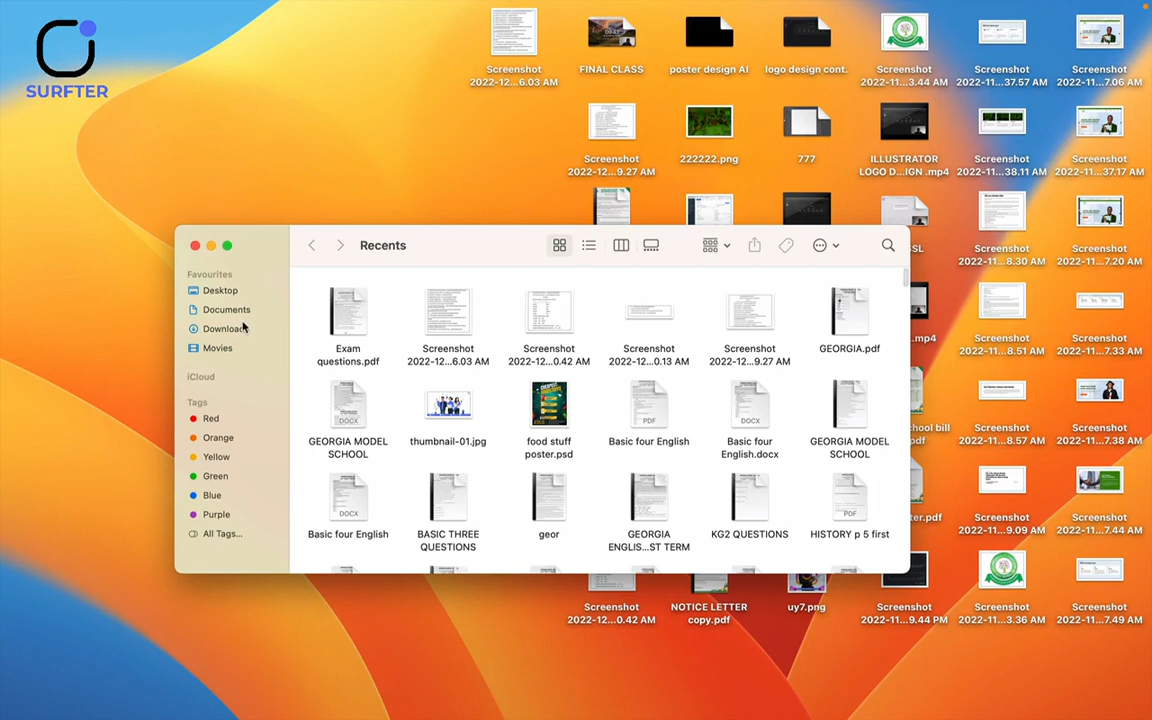 SURFTER
Screenshot
2022-12...6.03 AM
FINAL CLASS
poster design AI
logo design cont.
Screenshot
2022-11...3.44 AM
Screenshot
2022-11...37.57 AM
Screenshot
2022-11...7.06 AM
Screenshot
2022-12...9.27 AM
222222.png
777
ILLUSTRATOR
LOGO D...IGN .mp4
Screenshot
2022-11...38.11 AM
Screenshot
2022-11...37.17 AM
Screenshot
2022-11...8.30 AM
Screenshot
2022-11...7.20 AM
.mp4
Screenshot
2022-11...8.51 AM
Screenshot
2022-11...7.33 AM
hool bill
df
Screenshot
2022-11...8.57 AM
Screenshot
2022-11...7.38 AM
ter.pdf
Screenshot
2022-11...9.09 AM
Screenshot
2022-11...7.44 AM
Screenshot
2022-12...0.42 AM
NOTICE LETTER
copy.pdf
uy7.png
Screenshot
2022-11...9.44 PM
Screenshot
2022-11...3.36 AM
Screenshot
2022-11...7.49 AM
Recents
Favourites
Desktop
Documents
Downloads
Movies
iCloud
Tags
Red
Orange
Yellow
Green
Blue
Purple
All Tags...
Exam
questions.pdf
Screenshot
2022-12...6.03 AM
Screenshot
2022-12...0.42 AM
Screenshot
2022-12...0.13 AM
Screenshot
2022-12...9.27 AM
GEORGIA.pdf
DOCX
GEORGIA MODEL
SCHOOL
thumbnail-01.jpg
food stuff
poster.psd
PDF
Basic four English
DOCX
Basic four
English.docx
GEORGIA MODEL
SCHOOL
DOCX
Basic four English
BASIC THREE
QUESTIONS
geor
GEORGIA
ENGLIS...ST TERM
KG2 QUESTIONS
PDF
HISTORY p 5 first